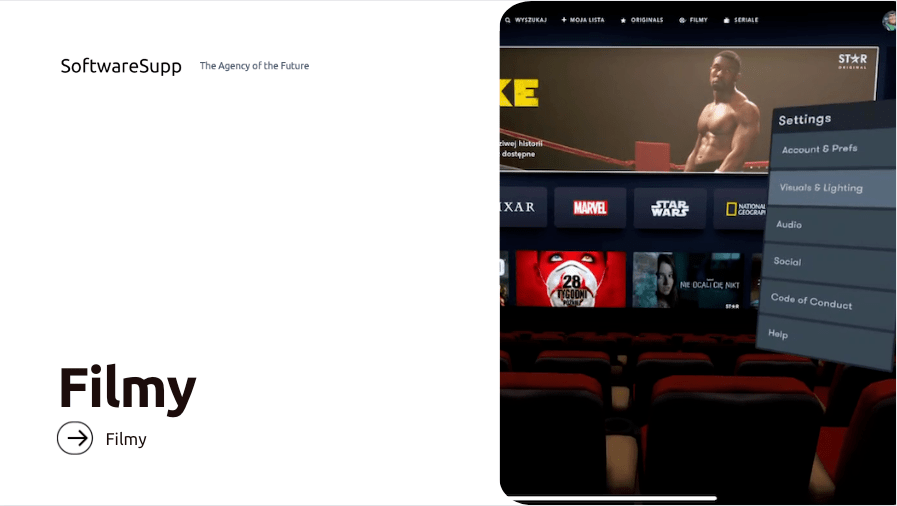 SoftwareSupp
The Agency of the Future
Filmy
Filmy
WYSZUKAJ
MOJA LISTA
ORIGINALS
FILMY
SERIALE
STAR
ORIGINAL
KE
ziwej historii
dostępne
IXAR
MARVEL
STAR
WARS
NATIONAL
GEOGRAP
28
TYGODNI
PÓŹNIEJ
NIE OCALI CIĘ NIKT
STAR
Settings
Account & Prefs
Visuals & Lighting
Audio
Social
Code of Conduct
Help